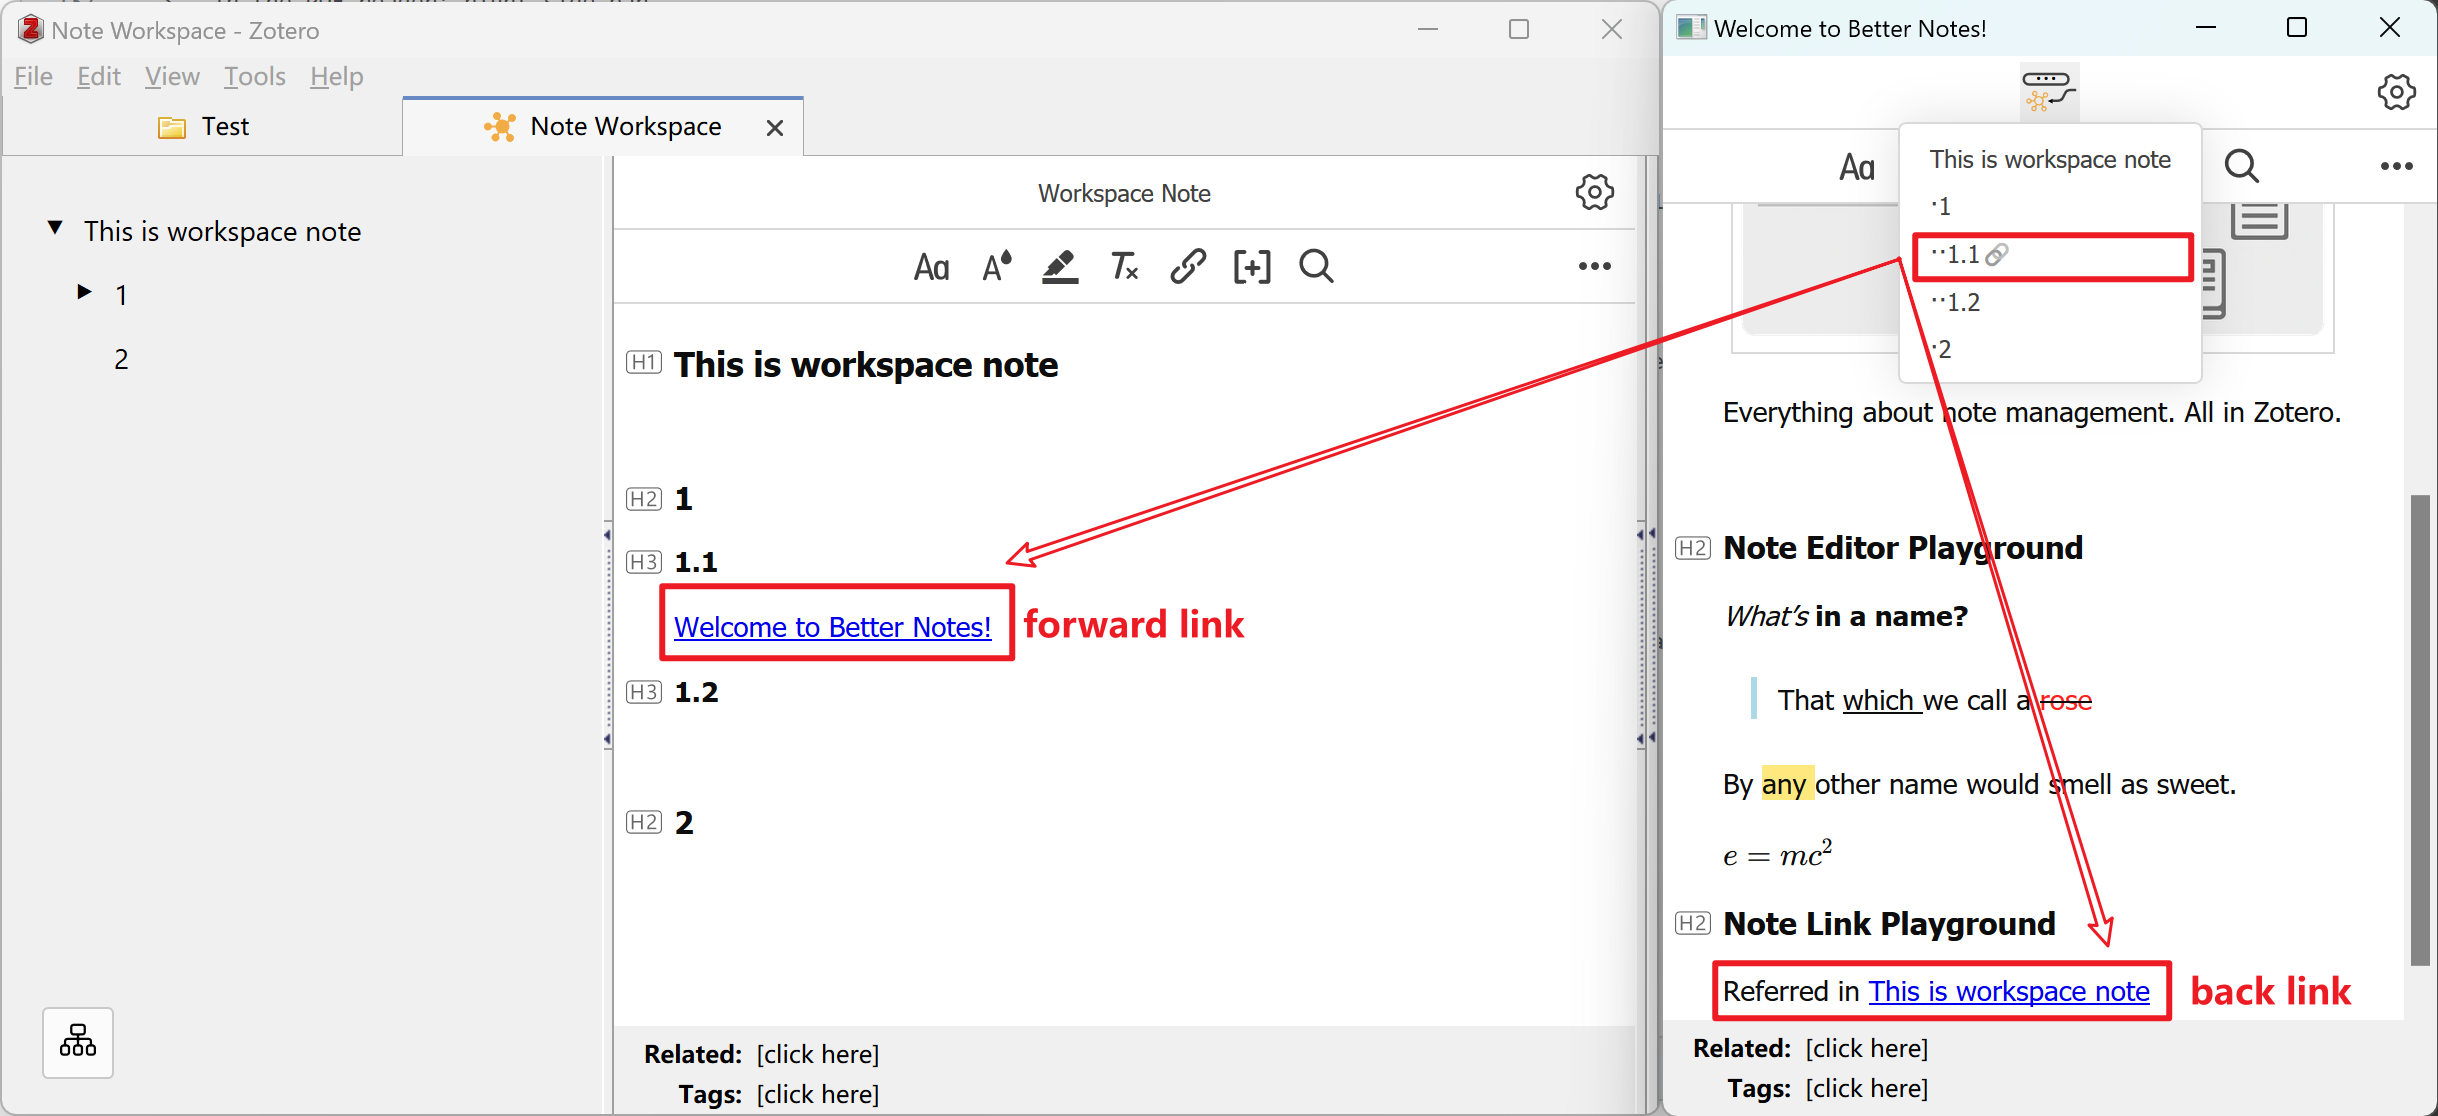 Note Workspace - Zotero
File Edit View Tools Help
Test
Note Workspace
This is workspace note
1
2
Workspace Note
Aa
H1 This is workspace note
H2 1
H3 1.1
Welcome to Better Notes!
forward link
H3 1.2
H2 2
Related: [click here]
Tags: [click here]
Welcome to Better Notes!
Aa
This is workspace note
·1
··1.1
··1.2
·2
Everything about note management. All in Zotero.
H2 Note Editor Playground
What's in a name?
That which we call a rose
By any other name would smell as sweet.
e = mc²
H2 Note Link Playground
Referred in This is workspace note
back link
Related: [click here]
Tags: [click here]